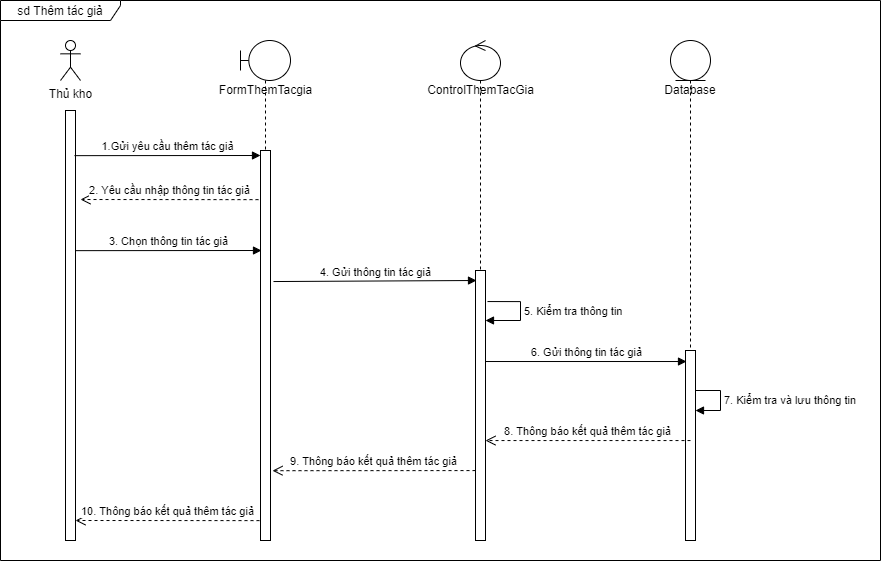 sd Thêm tác giả
Thủ kho
FormThemTacgia
ControlThemTacGia
Database
1.Gửi yêu cầu thêm tác giả
2. Yêu cầu nhập thông tin tác giả
3. Chọn thông tin tác giả
4. Gửi thông tin tác giả
5. Kiểm tra thông tin
6. Gửi thông tin tác giả
7. Kiểm tra và lưu thông tin
8. Thông báo kết quả thêm tác giả
9. Thông báo kết quả thêm tác giả
10. Thông báo kết quả thêm tác giả